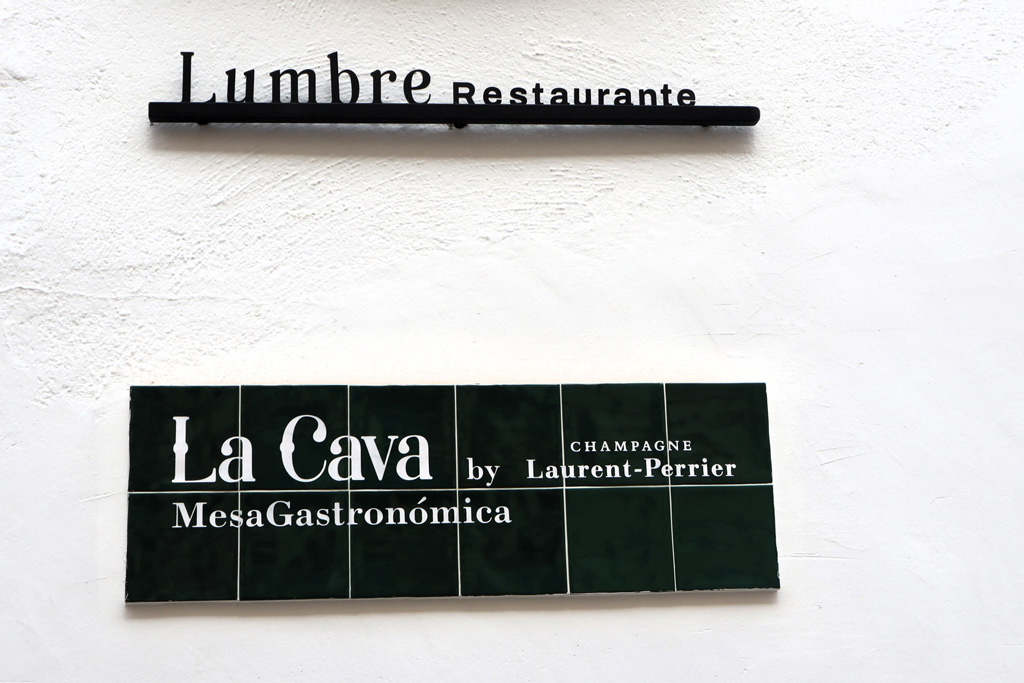 Lumbre Restaurante
La Cava by CHAMPAGNE Laurent-Perrier
MesaGastronómica